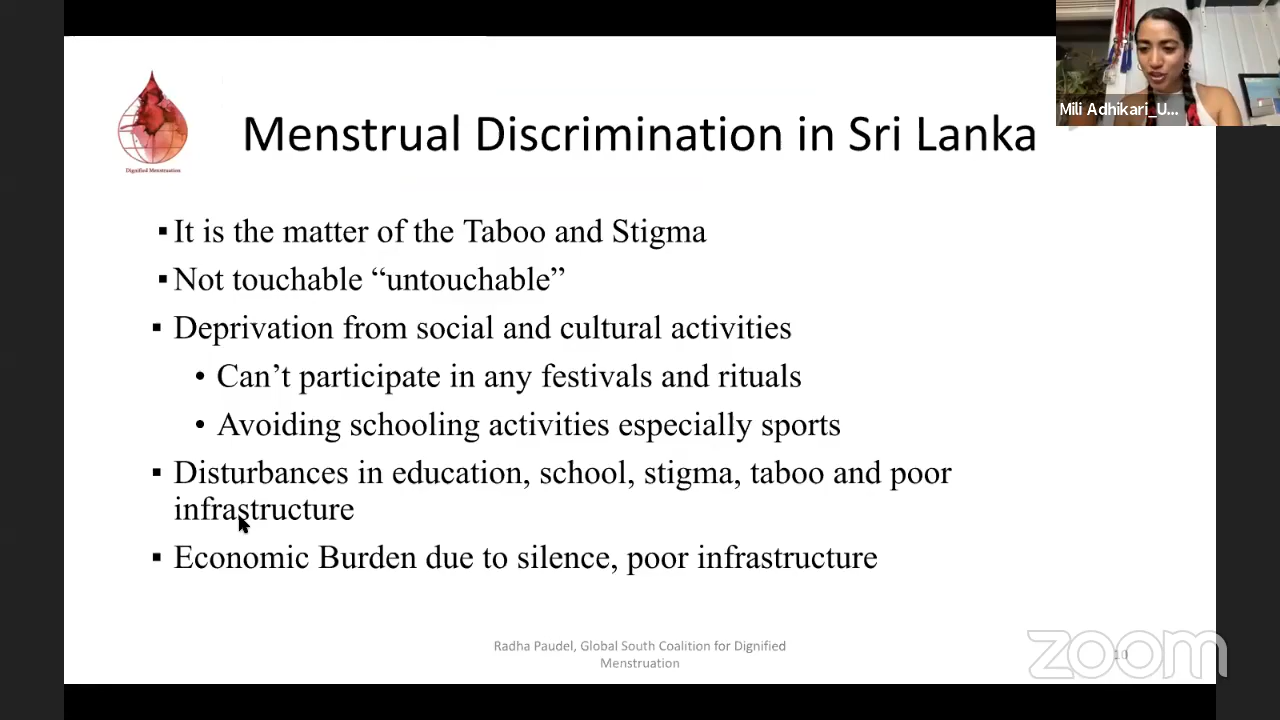 Mili Adhikari_U...
Dignified Menstruation
Menstrual Discrimination in Sri Lanka
▪ It is the matter of the Taboo and Stigma
▪ Not touchable “untouchable”
▪ Deprivation from social and cultural activities
• Can’t participate in any festivals and rituals
• Avoiding schooling activities especially sports
▪ Disturbances in education, school, stigma, taboo and poor
infrastructure
▪ Economic Burden due to silence, poor infrastructure
Radha Paudel, Global South Coalition for Dignified
Menstruation
10
zoom